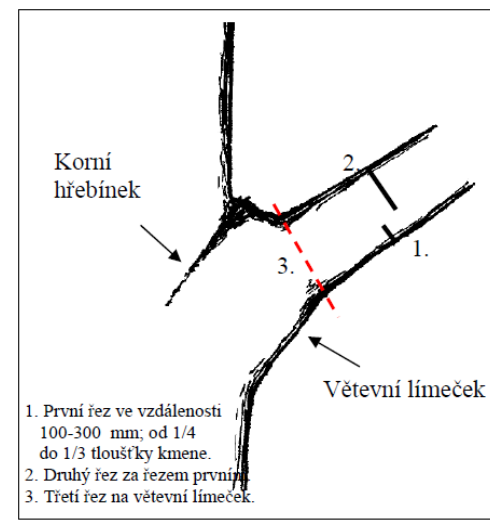 Korní
hřebínek
2.
1.
3.
Větevní límeček
1. První řez ve vzdálenosti
100-300 mm; od 1/4
do 1/3 tloušťky kmene.
2. Druhý řez za řezem první
3. Třetí řez na větevní límeček.